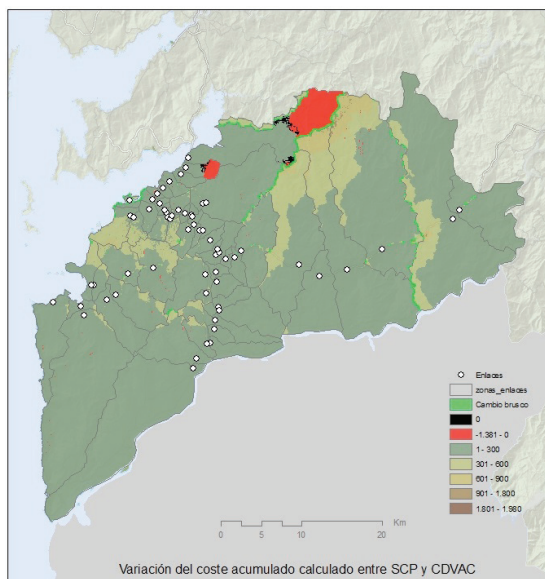 Enlaces
zonas_enlaces
Cambio brusco
0
-1.381 - 0
1 - 300
301 - 600
601 - 900
901 - 1.800
1.801 - 1.980
Km
0 5 10 20
Variación del coste acumulado calculado entre SCP y CDVAC